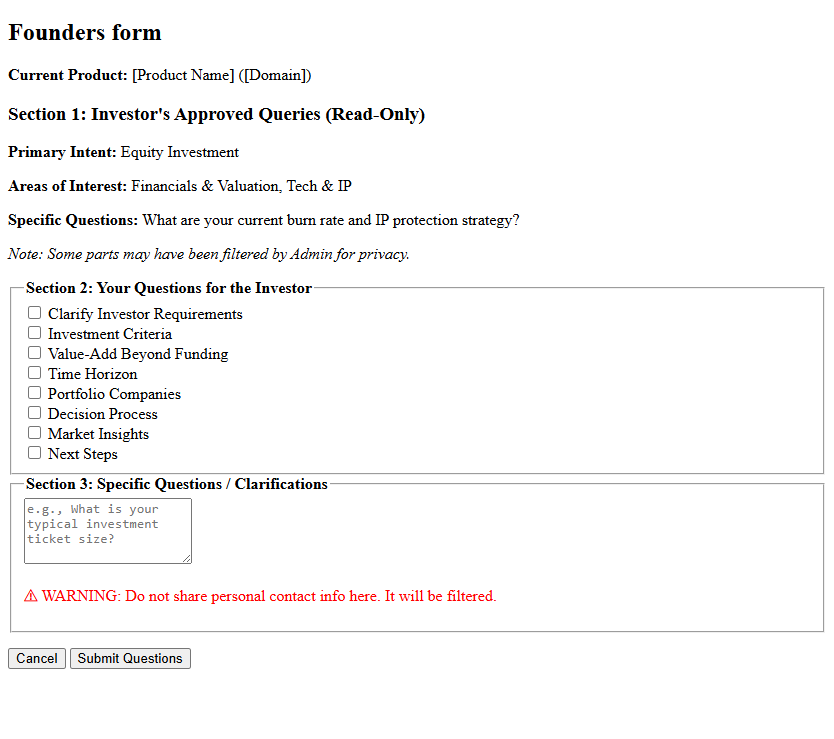 Founders form
Current Product: [Product Name] ([Domain])
Section 1: Investor's Approved Queries (Read-Only)
Primary Intent: Equity Investment
Areas of Interest: Financials & Valuation, Tech & IP
Specific Questions: What are your current burn rate and IP protection strategy?
Note: Some parts may have been filtered by Admin for privacy.
Section 2: Your Questions for the Investor
Clarify Investor Requirements
Investment Criteria
Value-Add Beyond Funding
Time Horizon
Portfolio Companies
Decision Process
Market Insights
Next Steps
Section 3: Specific Questions / Clarifications
e.g., What is your
typical investment
ticket size?
⚠ WARNING: Do not share personal contact info here. It will be filtered.
Cancel Submit Questions